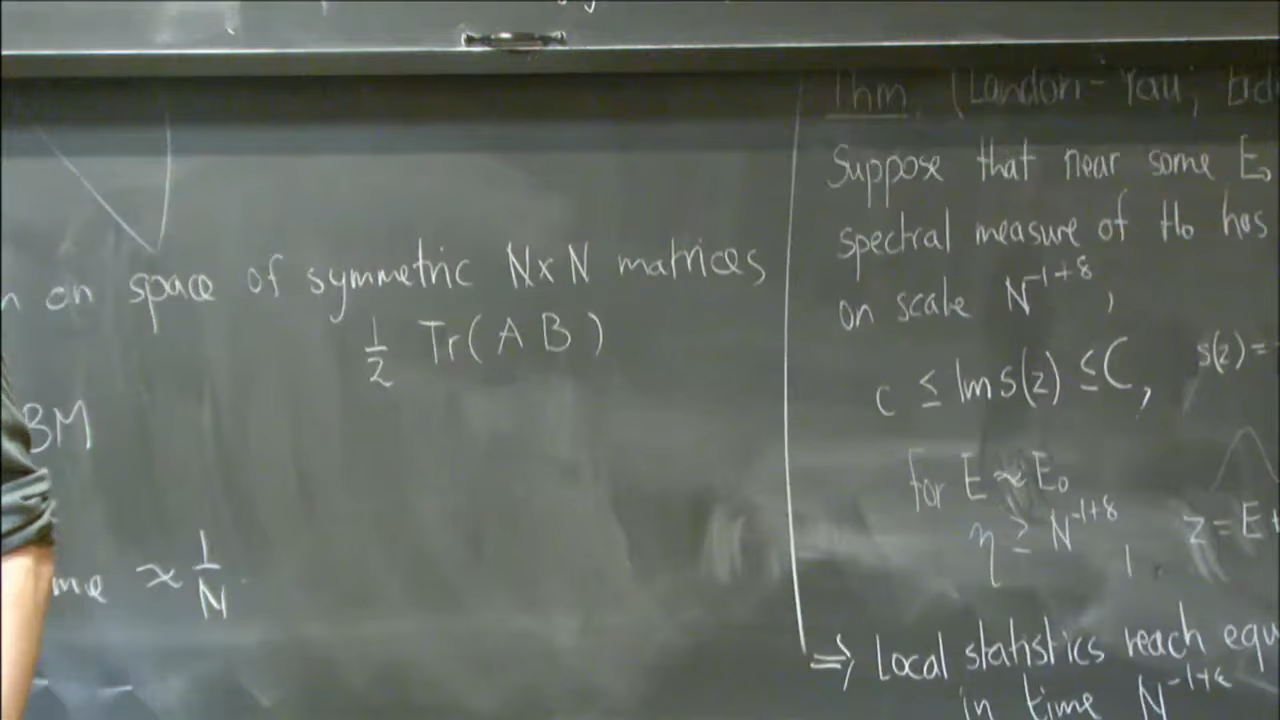 n on space of symmetric N×N matrices
1/2 Tr(AB)
BM
me ≈ 1/N
Thm. (Landon-Yau;
Suppose that near some E₀
spectral measure of H₀ has
on scale N^{-1+δ},
c ≤ Im s(z) ≤ C, s(z) =
for E ≈ E₀
η ≥ N^{-1+δ}, z = E+
⇒ Local statistics reach equ
in time N^{-1+ε}